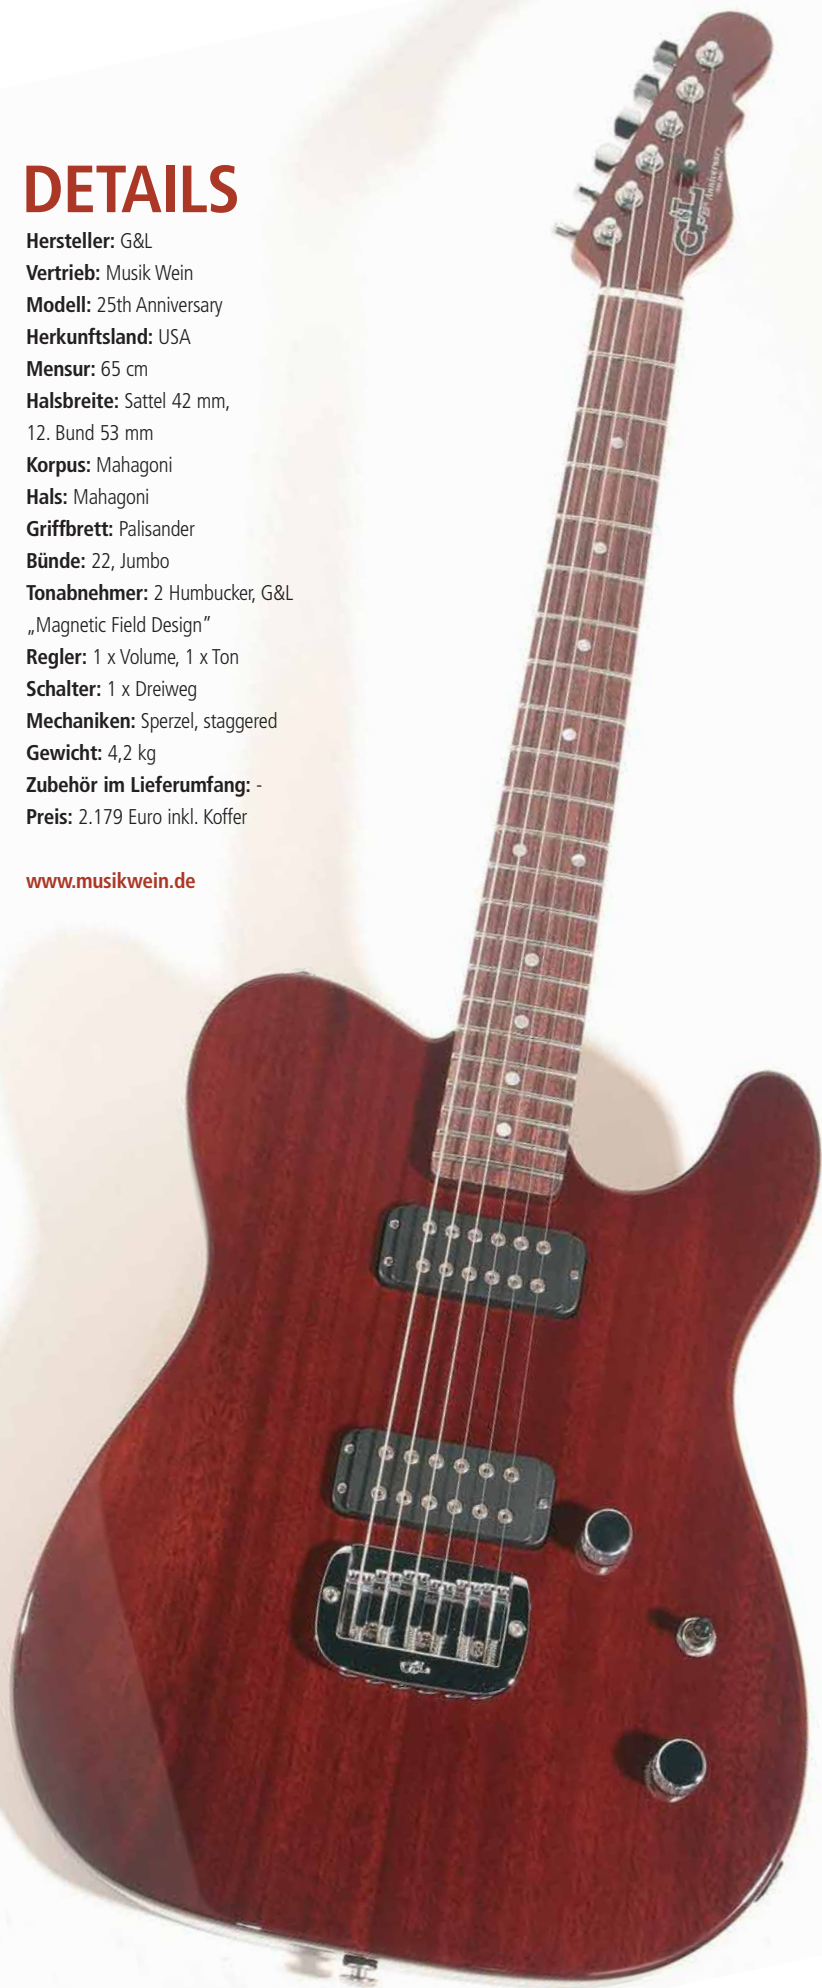 DETAILS
Hersteller: G&L
Vertrieb: Musik Wein
Modell: 25th Anniversary
Herkunftsland: USA
Mensur: 65 cm
Halsbreite: Sattel 42 mm,
12. Bund 53 mm
Korpus: Mahagoni
Hals: Mahagoni
Griffbrett: Palisander
Bünde: 22, Jumbo
Tonabnehmer: 2 Humbucker, G&L
„Magnetic Field Design”
Regler: 1 x Volume, 1 x Ton
Schalter: 1 x Dreiweg
Mechaniken: Sperzel, staggered
Gewicht: 4,2 kg
Zubehör im Lieferumfang: -
Preis: 2.179 Euro inkl. Koffer
www.musikwein.de
G&L
25th Anniversary
G&L